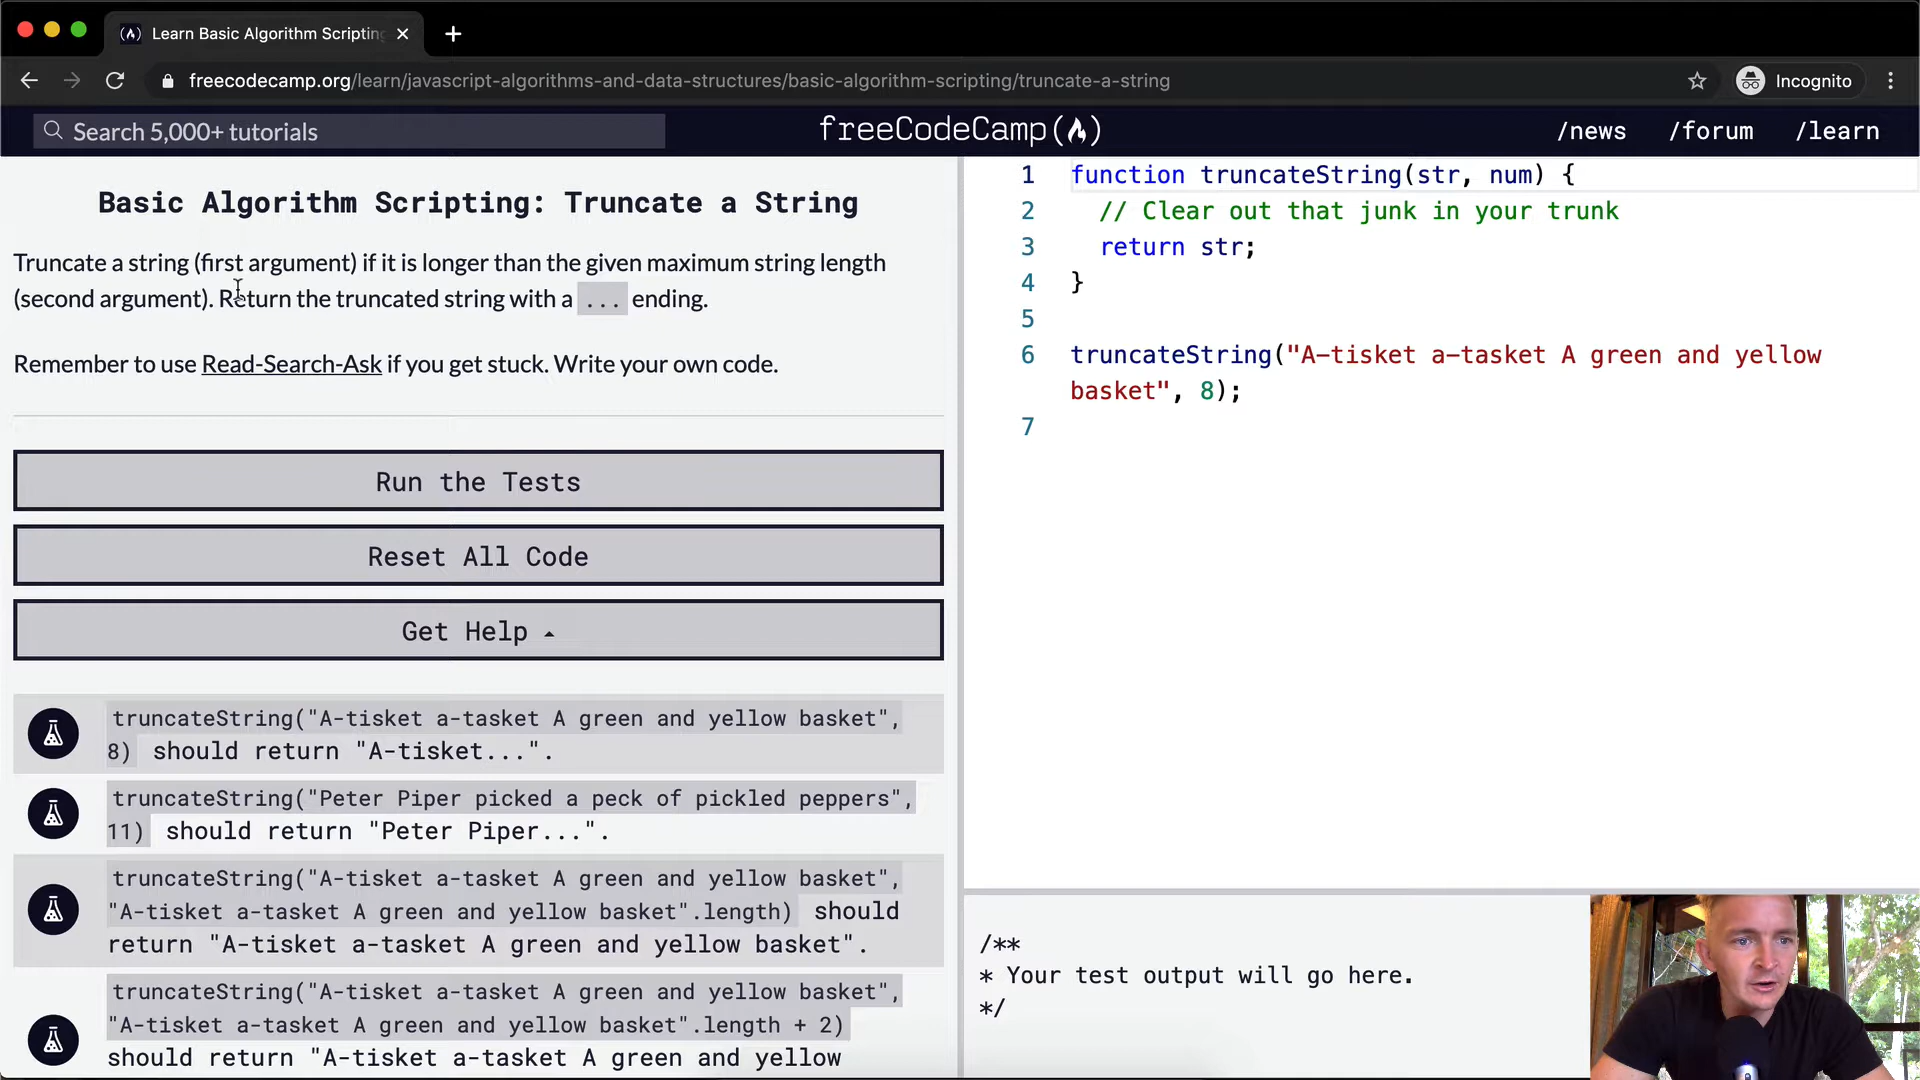 Learn Basic Algorithm Scripting
freecodecamp.org/learn/javascript-algorithms-and-data-structures/basic-algorithm-scripting/truncate-a-string
Incognito
Search 5,000+ tutorials
freeCodeCamp
/news
/forum
/learn
Basic Algorithm Scripting: Truncate a String
Truncate a string (first argument) if it is longer than the given maximum string length
(second argument). Return the truncated string with a ... ending.
Remember to use Read-Search-Ask if you get stuck. Write your own code.
Run the Tests
Reset All Code
Get Help
truncateString("A-tisket a-tasket A green and yellow basket",
8) should return "A-tisket...".
truncateString("Peter Piper picked a peck of pickled peppers",
11) should return "Peter Piper...".
truncateString("A-tisket a-tasket A green and yellow basket",
"A-tisket a-tasket A green and yellow basket".length) should
return "A-tisket a-tasket A green and yellow basket".
truncateString("A-tisket a-tasket A green and yellow basket",
"A-tisket a-tasket A green and yellow basket".length + 2)
should return "A-tisket a-tasket A green and yellow
1 function truncateString(str, num) {
2 // Clear out that junk in your trunk
3 return str;
4 }
5
6 truncateString("A-tisket a-tasket A green and yellow
basket", 8);
7
/**
* Your test output will go here.
*/